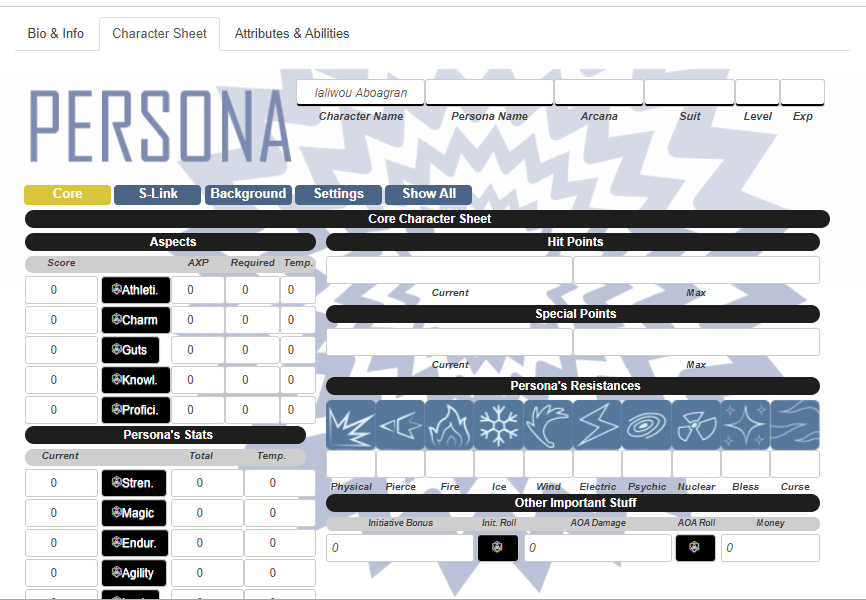 Bio & Info Character Sheet Attributes & Abilities
PERSONA
Ialiwou Aboagran
Character Name Persona Name Arcana Suit Level Exp
Core S-Link Background Settings Show All
Core Character Sheet
Aspects
Score AXP Required Temp.
0 Athleti. 0 0 0
0 Charm 0 0 0
0 Guts 0 0 0
0 Knowl. 0 0 0
0 Profici. 0 0 0
Persona's Stats
Current Total Temp.
0 Stren. 0 0
0 Magic 0 0
0 Endur. 0 0
0 Agility 0 0
Hit Points
Current Max
Special Points
Current Max
Persona's Resistances
Physical Pierce Fire Ice Wind Electric Psychic Nuclear Bless Curse
Other Important Stuff
Initiative Bonus Init. Roll AOA Damage AOA Roll Money
0 0 0